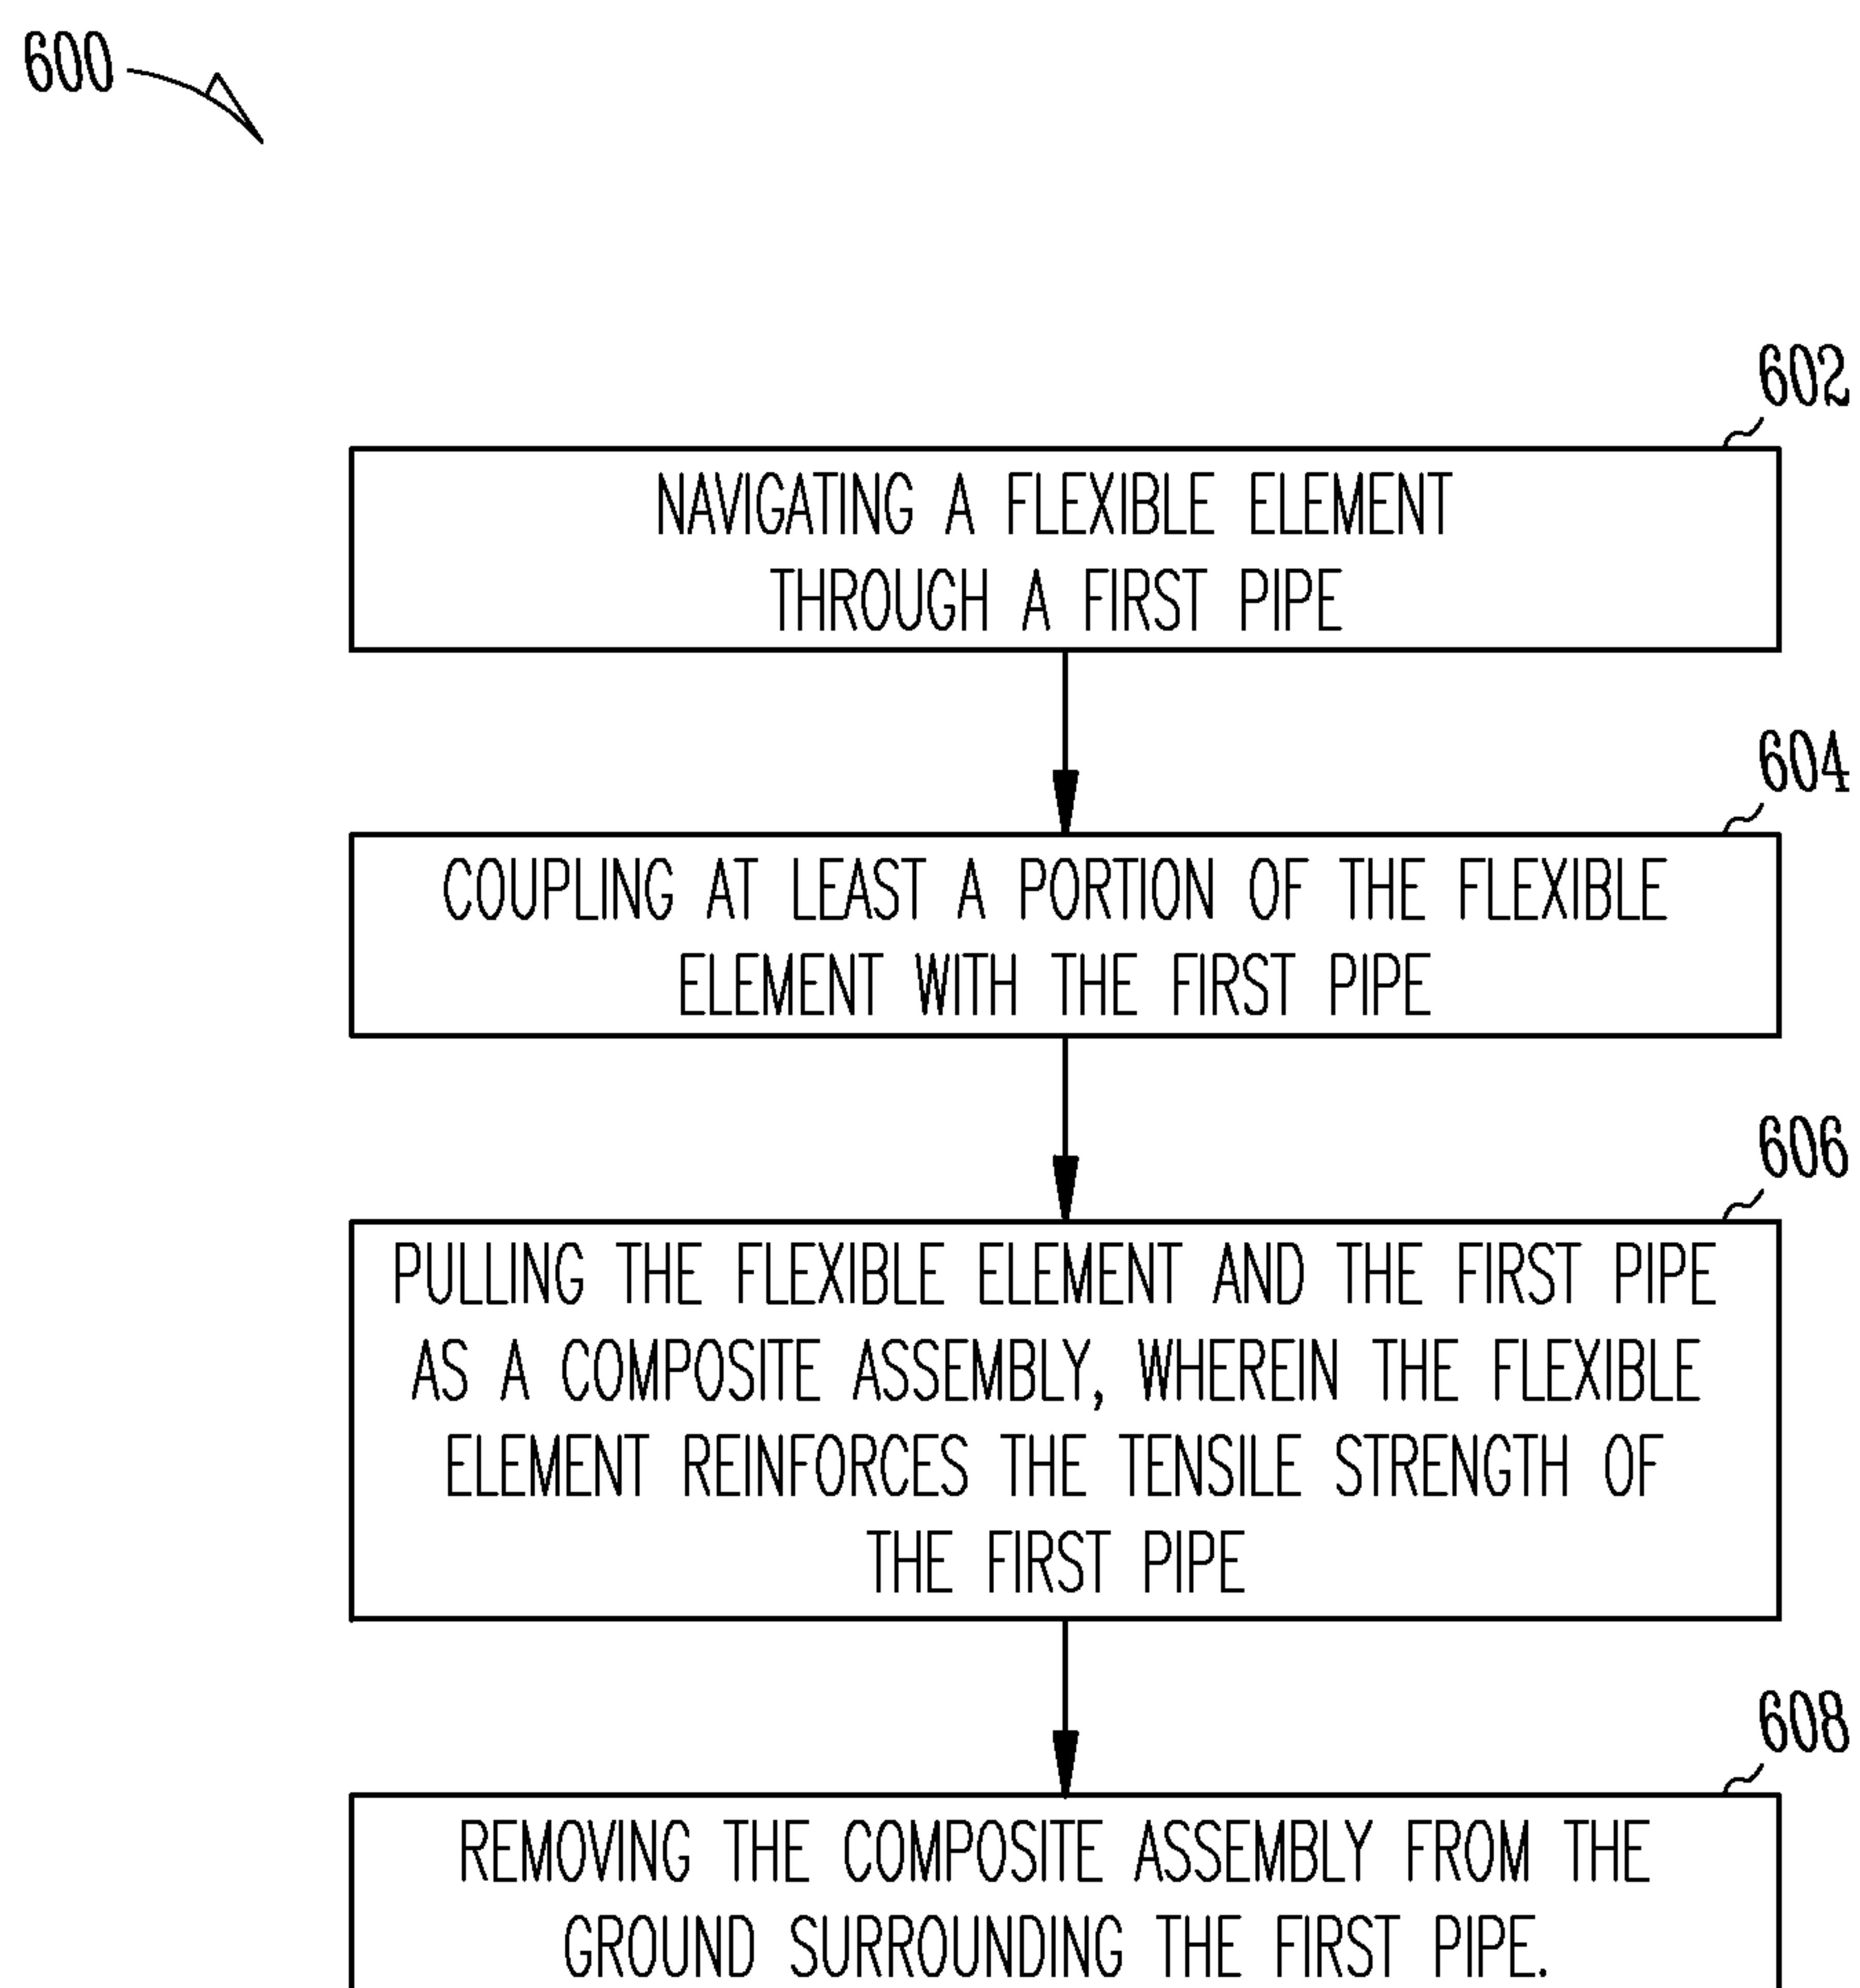 600
602
NAVIGATING A FLEXIBLE ELEMENT
THROUGH A FIRST PIPE
604
COUPLING AT LEAST A PORTION OF THE FLEXIBLE
ELEMENT WITH THE FIRST PIPE
606
PULLING THE FLEXIBLE ELEMENT AND THE FIRST PIPE
AS A COMPOSITE ASSEMBLY, WHEREIN THE FLEXIBLE
ELEMENT REINFORCES THE TENSILE STRENGTH OF
THE FIRST PIPE
608
REMOVING THE COMPOSITE ASSEMBLY FROM THE
GROUND SURROUNDING THE FIRST PIPE.